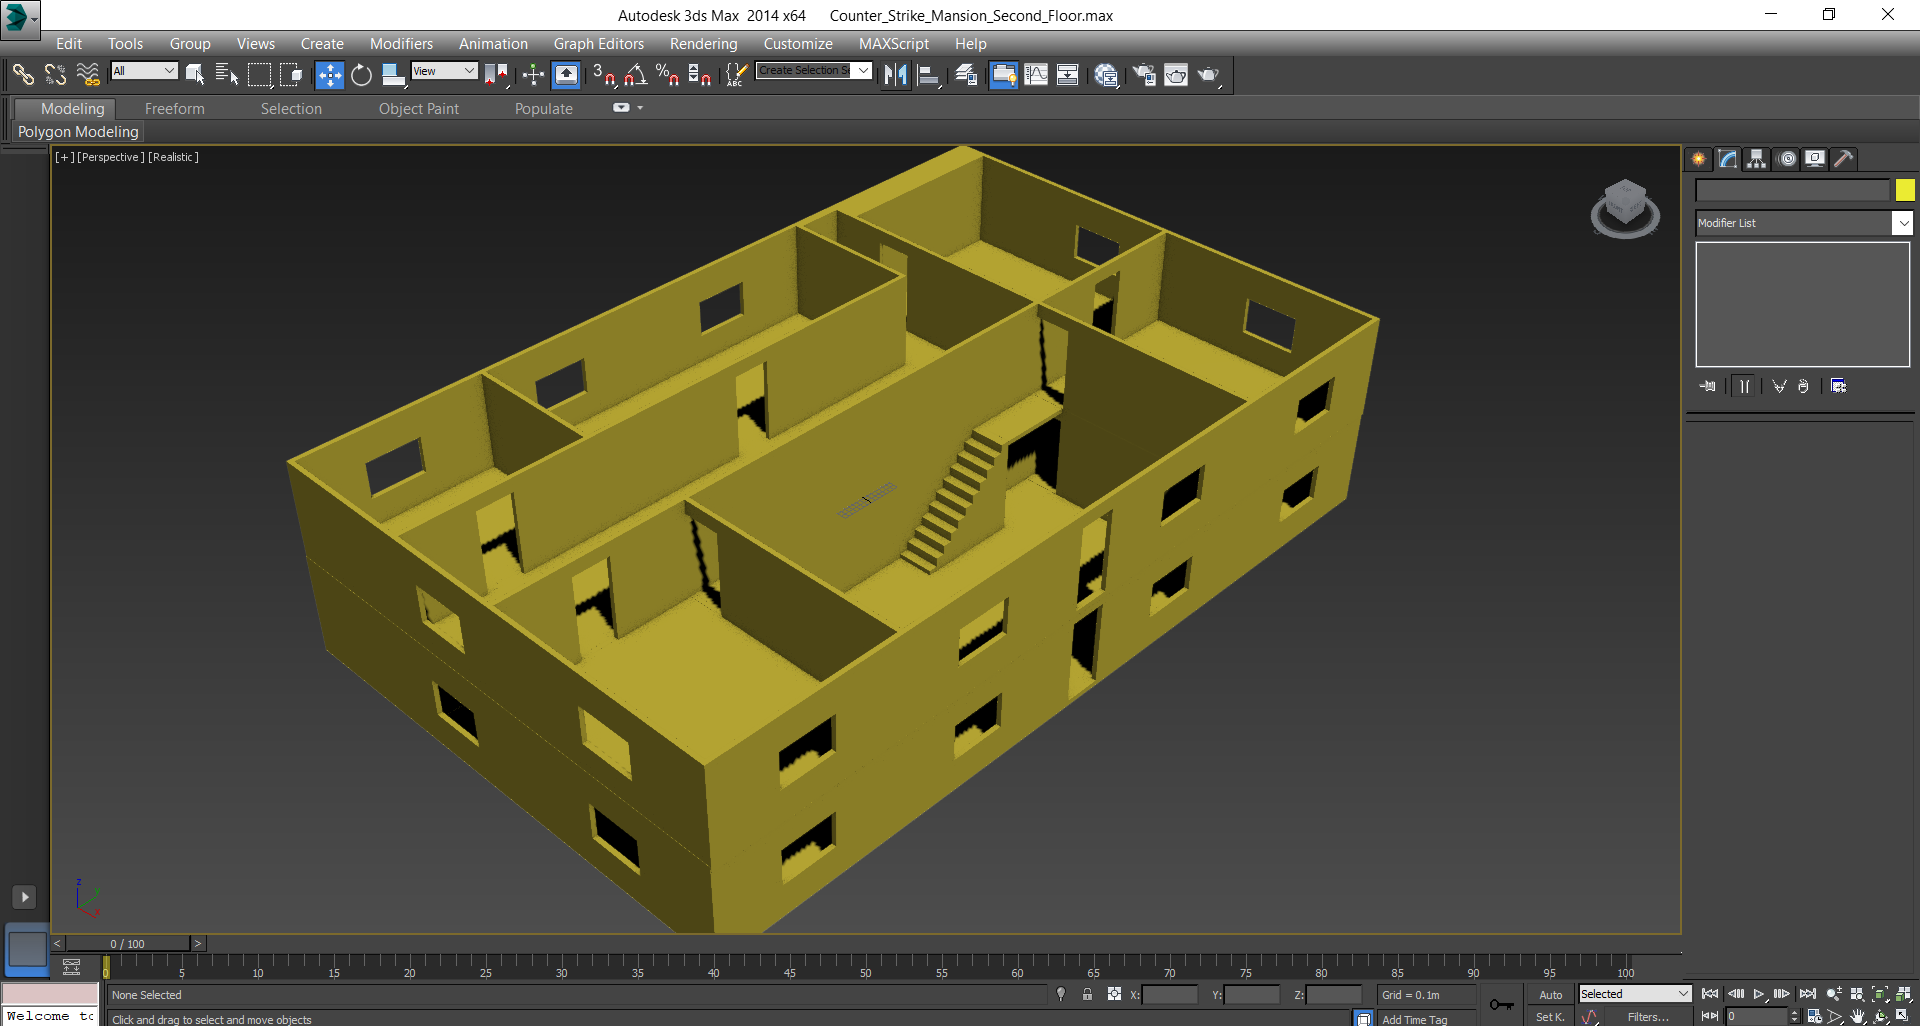 Autodesk 3ds Max  2014 x64    Counter_Strike_Mansion_Second_Floor.max
Edit Tools Group Views Create Modifiers Animation Graph Editors Rendering Customize MAXScript Help
All View 3 % ABC Create Selection Se
Modeling Freeform Selection Object Paint Populate
Polygon Modeling
[+] [Perspective] [Realistic]
Modifier List
z
y
x
< 0 / 100 >
0 5 10 15 20 25 30 35 40 45 50 55 60 65 70 75 80 85 90 95 100
None Selected X: Y: Z: Grid = 0.1m Auto Selected
Welcome to Click and drag to select and move objects Add Time Tag Set K. Filters... 0